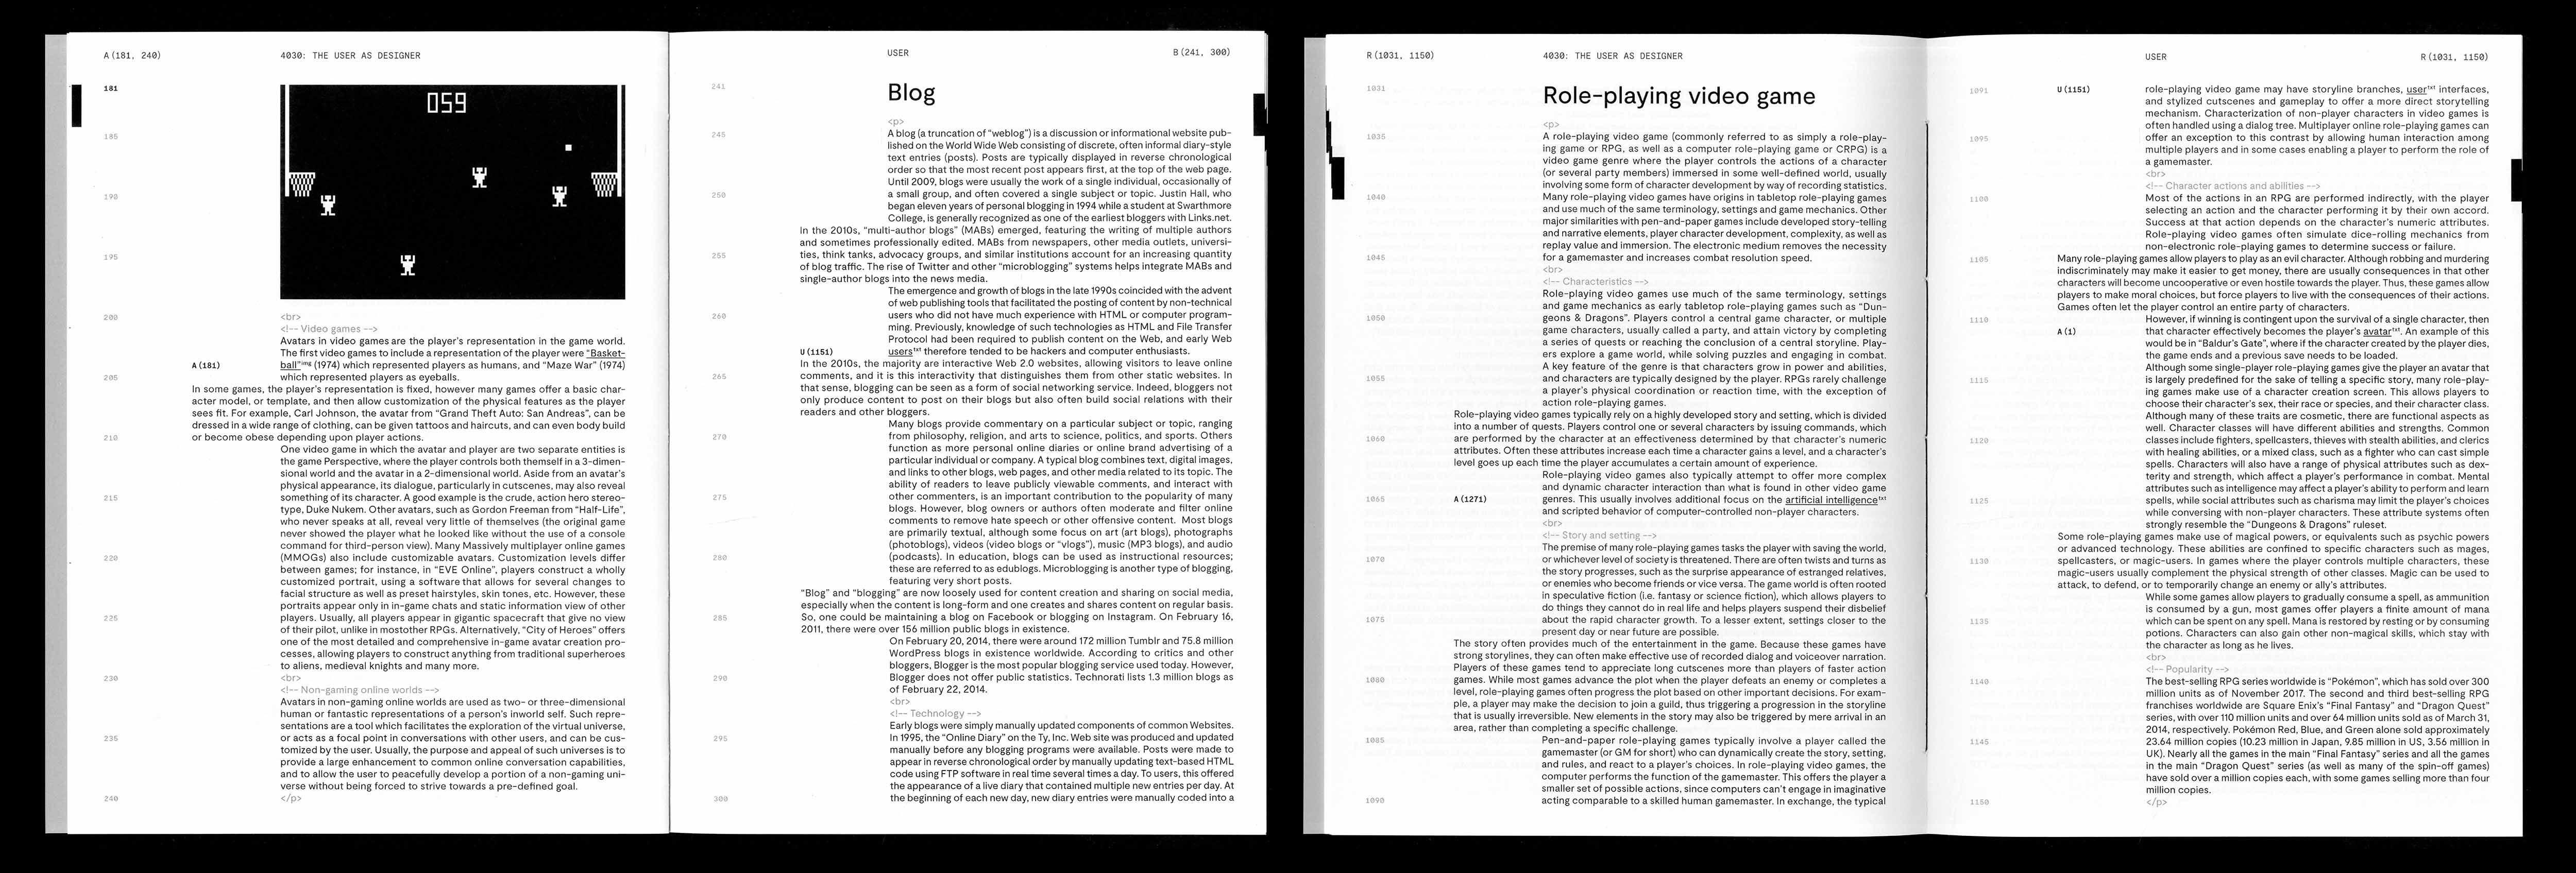 A (181, 240) 4030: THE USER AS DESIGNER
181
059
185
190
195
200 <br>
<!-- Video games -->
Avatars in video games are the player's representation in the game world.
The first video games to include a representation of the player were "Basket-
A (181) ball"img (1974) which represented players as humans, and "Maze War" (1974)
205 which represented players as eyeballs.
In some games, the player's representation is fixed, however many games offer a basic char-
acter model, or template, and then allow customization of the physical features as the player
sees fit. For example, Carl Johnson, the avatar from "Grand Theft Auto: San Andreas", can be
dressed in a wide range of clothing, can be given tattoos and haircuts, and can even body build
210 or become obese depending upon player actions.
One video game in which the avatar and player are two separate entities is
the game Perspective, where the player controls both themself in a 3-dimen-
sional world and the avatar in a 2-dimensional world. Aside from an avatar's
physical appearance, its dialogue, particularly in cutscenes, may also reveal
215 something of its character. A good example is the crude, action hero stereo-
type, Duke Nukem. Other avatars, such as Gordon Freeman from "Half-Life",
who never speaks at all, reveal very little of themselves (the original game
never showed the player what he looked like without the use of a console
command for third-person view). Many Massively multiplayer online games
220 (MMOGs) also include customizable avatars. Customization levels differ
between games; for instance, in "EVE Online", players construct a wholly
customized portrait, using a software that allows for several changes to
facial structure as well as preset hairstyles, skin tones, etc. However, these
portraits appear only in in-game chats and static information view of other
225 players. Usually, all players appear in gigantic spacecraft that give no view
of their pilot, unlike in mostother RPGs. Alternatively, "City of Heroes" offers
one of the most detailed and comprehensive in-game avatar creation pro-
cesses, allowing players to construct anything from traditional superheroes
to aliens, medieval knights and many more.
230 <br>
<!-- Non-gaming online worlds -->
Avatars in non-gaming online worlds are used as two- or three-dimensional
human or fantastic representations of a person's inworld self. Such repre-
sentations are a tool which facilitates the exploration of the virtual universe,
235 or acts as a focal point in conversations with other users, and can be cus-
tomized by the user. Usually, the purpose and appeal of such universes is to
provide a large enhancement to common online conversation capabilities,
and to allow the user to peacefully develop a portion of a non-gaming uni-
verse without being forced to strive towards a pre-defined goal.
240 </p>
USER B (241, 300)
241 Blog
<p>
245 A blog (a truncation of "weblog") is a discussion or informational website pub-
lished on the World Wide Web consisting of discrete, often informal diary-style
text entries (posts). Posts are typically displayed in reverse chronological
order so that the most recent post appears first, at the top of the web page.
Until 2009, blogs were usually the work of a single individual, occasionally of
250 a small group, and often covered a single subject or topic. Justin Hall, who
began eleven years of personal blogging in 1994 while a student at Swarthmore
College, is generally recognized as one of the earliest bloggers with Links.net.
In the 2010s, "multi-author blogs" (MABs) emerged, featuring the writing of multiple authors
and sometimes professionally edited. MABs from newspapers, other media outlets, universi-
255 ties, think tanks, advocacy groups, and similar institutions account for an increasing quantity
of blog traffic. The rise of Twitter and other "microblogging" systems helps integrate MABs and
single-author blogs into the news media.
The emergence and growth of blogs in the late 1990s coincided with the advent
of web publishing tools that facilitated the posting of content by non-technical
260 users who did not have much experience with HTML or computer program-
ming. Previously, knowledge of such technologies as HTML and File Transfer
Protocol had been required to publish content on the Web, and early Web
U (1151) userstxt therefore tended to be hackers and computer enthusiasts.
In the 2010s, the majority are interactive Web 2.0 websites, allowing visitors to leave online
265 comments, and it is this interactivity that distinguishes them from other static websites. In
that sense, blogging can be seen as a form of social networking service. Indeed, bloggers not
only produce content to post on their blogs but also often build social relations with their
readers and other bloggers.
Many blogs provide commentary on a particular subject or topic, ranging
270 from philosophy, religion, and arts to science, politics, and sports. Others
function as more personal online diaries or online brand advertising of a
particular individual or company. A typical blog combines text, digital images,
and links to other blogs, web pages, and other media related to its topic. The
ability of readers to leave publicly viewable comments, and interact with
275 other commenters, is an important contribution to the popularity of many
blogs. However, blog owners or authors often moderate and filter online
comments to remove hate speech or other offensive content. Most blogs
are primarily textual, although some focus on art (art blogs), photographs
(photoblogs), videos (video blogs or "vlogs"), music (MP3 blogs), and audio
280 (podcasts). In education, blogs can be used as instructional resources;
these are referred to as edublogs. Microblogging is another type of blogging,
featuring very short posts.
"Blog" and "blogging" are now loosely used for content creation and sharing on social media,
especially when the content is long-form and one creates and shares content on regular basis.
285 So, one could be maintaining a blog on Facebook or blogging on Instagram. On February 16,
2011, there were over 156 million public blogs in existence.
On February 20, 2014, there were around 172 million Tumblr and 75.8 million
WordPress blogs in existence worldwide. According to critics and other
bloggers, Blogger is the most popular blogging service used today. However,
290 Blogger does not offer public statistics. Technorati lists 1.3 million blogs as
of February 22, 2014.
<br>
<!-- Technology -->
Early blogs were simply manually updated components of common Websites.
295 In 1995, the "Online Diary" on the Ty, Inc. Web site was produced and updated
manually before any blogging programs were available. Posts were made to
appear in reverse chronological order by manually updating text-based HTML
code using FTP software in real time several times a day. To users, this offered
the appearance of a live diary that contained multiple new entries per day. At
300 the beginning of each new day, new diary entries were manually coded into a
R (1031, 1150) 4030: THE USER AS DESIGNER
1031 Role-playing video game
<p>
1035 A role-playing video game (commonly referred to as simply a role-play-
ing game or RPG, as well as a computer role-playing game or CRPG) is a
video game genre where the player controls the actions of a character
(or several party members) immersed in some well-defined world, usually
involving some form of character development by way of recording statistics.
1040 Many role-playing video games have origins in tabletop role-playing games
and use much of the same terminology, settings and game mechanics. Other
major similarities with pen-and-paper games include developed story-telling
and narrative elements, player character development, complexity, as well as
replay value and immersion. The electronic medium removes the necessity
1045 for a gamemaster and increases combat resolution speed.
<br>
<!-- Characteristics -->
Role-playing video games use much of the same terminology, settings
and game mechanics as early tabletop role-playing games such as "Dun-
1050 geons & Dragons". Players control a central game character, or multiple
game characters, usually called a party, and attain victory by completing
a series of quests or reaching the conclusion of a central storyline. Play-
ers explore a game world, while solving puzzles and engaging in combat.
A key feature of the genre is that characters grow in power and abilities,
1055 and characters are typically designed by the player. RPGs rarely challenge
a player's physical coordination or reaction time, with the exception of
action role-playing games.
Role-playing video games typically rely on a highly developed story and setting, which is divided
into a number of quests. Players control one or several characters by issuing commands, which
1060 are performed by the character at an effectiveness determined by that character's numeric
attributes. Often these attributes increase each time a character gains a level, and a character's
level goes up each time the player accumulates a certain amount of experience.
Role-playing video games also typically attempt to offer more complex
and dynamic character interaction than what is found in other video game
1065 A (1271) genres. This usually involves additional focus on the artificial intelligencetxt
and scripted behavior of computer-controlled non-player characters.
<br>
<!-- Story and setting -->
The premise of many role-playing games tasks the player with saving the world,
1070 or whichever level of society is threatened. There are often twists and turns as
the story progresses, such as the surprise appearance of estranged relatives,
or enemies who become friends or vice versa. The game world is often rooted
in speculative fiction (i.e. fantasy or science fiction), which allows players to
do things they cannot do in real life and helps players suspend their disbelief
1075 about the rapid character growth. To a lesser extent, settings closer to the
present day or near future are possible.
The story often provides much of the entertainment in the game. Because these games have
strong storylines, they can often make effective use of recorded dialog and voiceover narration.
Players of these games tend to appreciate long cutscenes more than players of faster action
1080 games. While most games advance the plot when the player defeats an enemy or completes a
level, role-playing games often progress the plot based on other important decisions. For exam-
ple, a player may make the decision to join a guild, thus triggering a progression in the storyline
that is usually irreversible. New elements in the story may also be triggered by mere arrival in an
area, rather than completing a specific challenge.
1085 Pen-and-paper role-playing games typically involve a player called the
gamemaster (or GM for short) who can dynamically create the story, setting,
and rules, and react to a player's choices. In role-playing video games, the
computer performs the function of the gamemaster. This offers the player a
smaller set of possible actions, since computers can't engage in imaginative
1090 acting comparable to a skilled human gamemaster. In exchange, the typical
USER R (1031, 1150)
1091 U (1151) role-playing video game may have storyline branches, usertxt interfaces,
and stylized cutscenes and gameplay to offer a more direct storytelling
mechanism. Characterization of non-player characters in video games is
often handled using a dialog tree. Multiplayer online role-playing games can
1095 offer an exception to this contrast by allowing human interaction among
multiple players and in some cases enabling a player to perform the role of
a gamemaster.
<br>
<!-- Character actions and abilities -->
1100 Most of the actions in an RPG are performed indirectly, with the player
selecting an action and the character performing it by their own accord.
Success at that action depends on the character's numeric attributes.
Role-playing video games often simulate dice-rolling mechanics from
non-electronic role-playing games to determine success or failure.
1105 Many role-playing games allow players to play as an evil character. Although robbing and murdering
indiscriminately may make it easier to get money, there are usually consequences in that other
characters will become uncooperative or even hostile towards the player. Thus, these games allow
players to make moral choices, but force players to live with the consequences of their actions.
Games often let the player control an entire party of characters.
1110 However, if winning is contingent upon the survival of a single character, then
A (1) that character effectively becomes the player's avatartxt. An example of this
would be in "Baldur's Gate", where if the character created by the player dies,
the game ends and a previous save needs to be loaded.
Although some single-player role-playing games give the player an avatar that
1115 is largely predefined for the sake of telling a specific story, many role-play-
ing games make use of a character creation screen. This allows players to
choose their character's sex, their race or species, and their character class.
Although many of these traits are cosmetic, there are functional aspects as
well. Character classes will have different abilities and strengths. Common
1120 classes include fighters, spellcasters, thieves with stealth abilities, and clerics
with healing abilities, or a mixed class, such as a fighter who can cast simple
spells. Characters will also have a range of physical attributes such as dex-
terity and strength, which affect a player's performance in combat. Mental
attributes such as intelligence may affect a player's ability to perform and learn
1125 spells, while social attributes such as charisma may limit the player's choices
while conversing with non-player characters. These attribute systems often
strongly resemble the "Dungeons & Dragons" ruleset.
Some role-playing games make use of magical powers, or equivalents such as psychic powers
or advanced technology. These abilities are confined to specific characters such as mages,
1130 spellcasters, or magic-users. In games where the player controls multiple characters, these
magic-users usually complement the physical strength of other classes. Magic can be used to
attack, to defend, or to temporarily change an enemy or ally's attributes.
While some games allow players to gradually consume a spell, as ammunition
is consumed by a gun, most games offer players a finite amount of mana
1135 which can be spent on any spell. Mana is restored by resting or by consuming
potions. Characters can also gain other non-magical skills, which stay with
the character as long as he lives.
<br>
<!-- Popularity -->
1140 The best-selling RPG series worldwide is "Pokémon", which has sold over 300
million units as of November 2017. The second and third best-selling RPG
franchises worldwide are Square Enix's "Final Fantasy" and "Dragon Quest"
series, with over 110 million units and over 64 million units sold as of March 31,
2014, respectively. Pokémon Red, Blue, and Green alone sold approximately
1145 23.64 million copies (10.23 million in Japan, 9.85 million in US, 3.56 million in
UK). Nearly all the games in the main "Final Fantasy" series and all the games
in the main "Dragon Quest" series (as well as many of the spin-off games)
have sold over a million copies each, with some games selling more than four
million copies.
1150 </p>